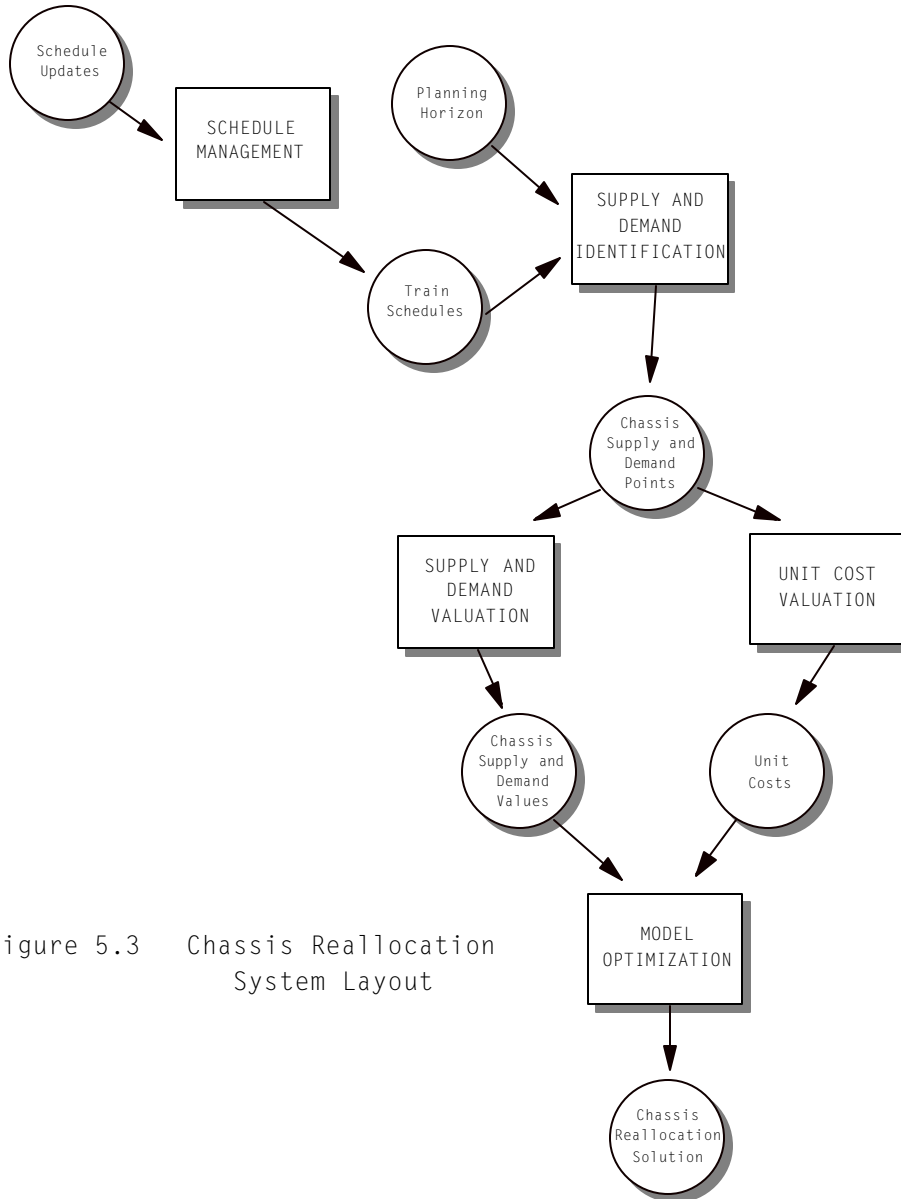 Schedule
Updates
SCHEDULE
MANAGEMENT
Planning
Horizon
SUPPLY AND
DEMAND
IDENTIFICATION
Train
Schedules
Chassis
Supply and
Demand
Points
SUPPLY AND
DEMAND
VALUATION
UNIT COST
VALUATION
Chassis
Supply and
Demand
Values
Unit
Costs
MODEL
OPTIMIZATION
igure 5.3 Chassis Reallocation
System Layout
Chassis
Reallocation
Solution